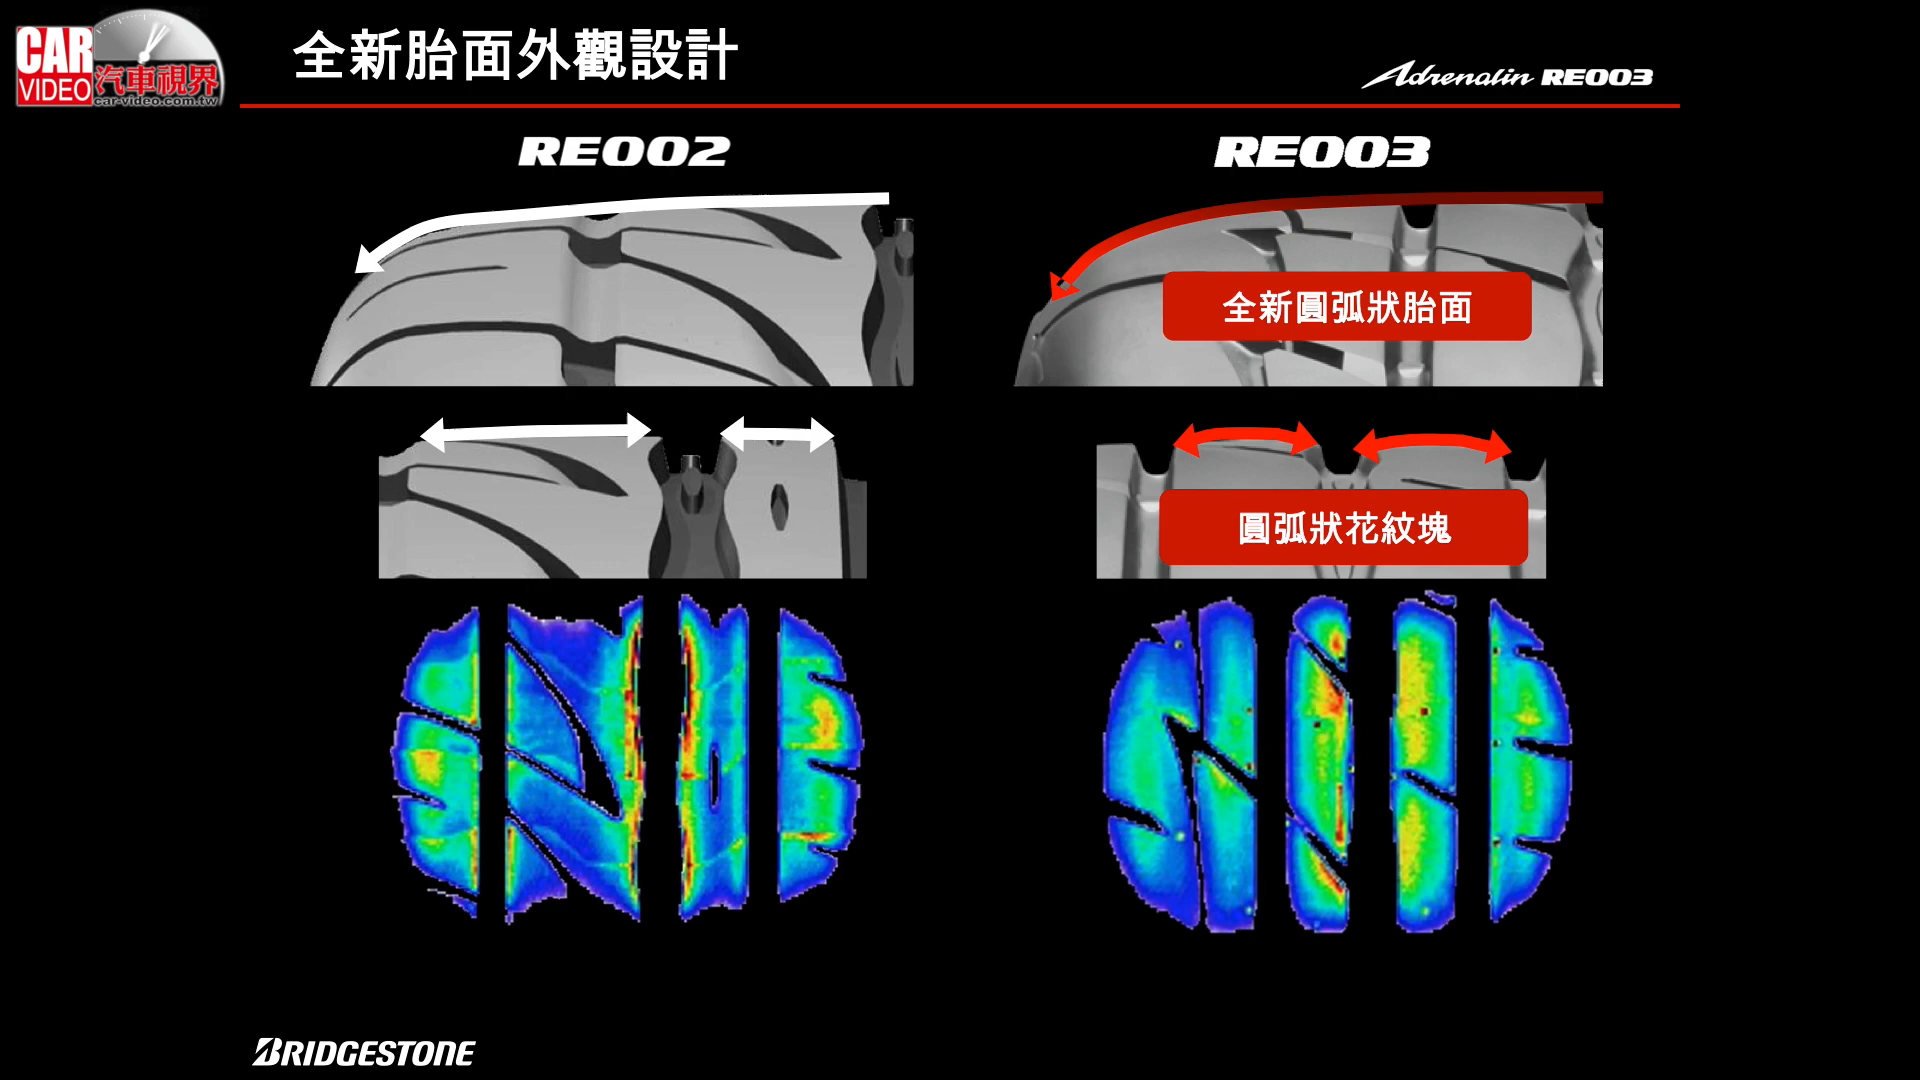 CAR
VIDEO 汽車視界
car-video.com.tw
全新胎面外觀設計
Adrenalin RE003
RE002
RE003
全新圓弧狀胎面
圓弧狀花紋塊
BRIDGESTONE